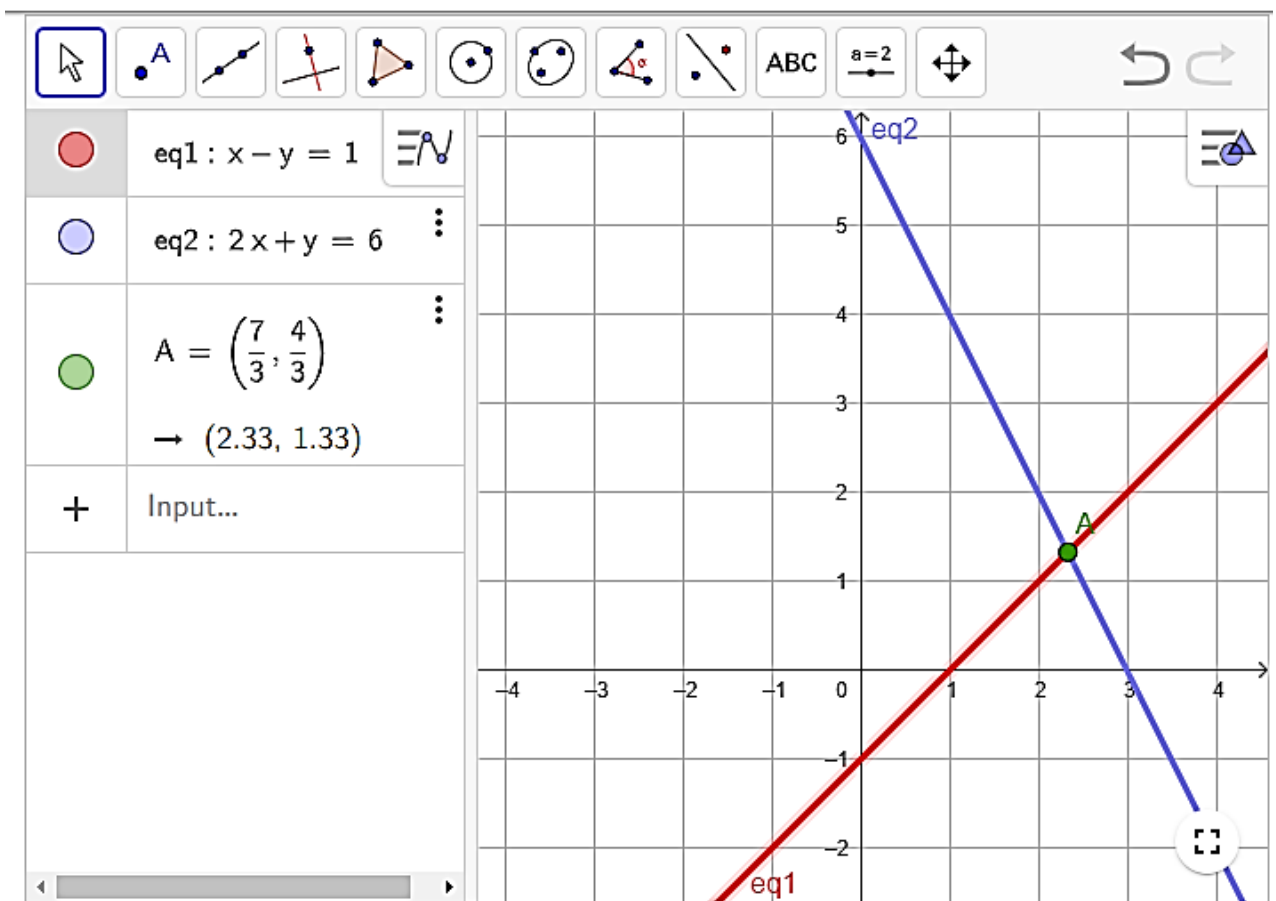 A
α
ABC
a=2
eq1 : x − y = 1
eq2 : 2 x + y = 6
A = (7/3, 4/3)
→ (2.33, 1.33)
+ Input...
6
eq2
5
4
3
2
A
1
–4 –3 –2 –1 0 1 2 3 4
–1
–2
eq1